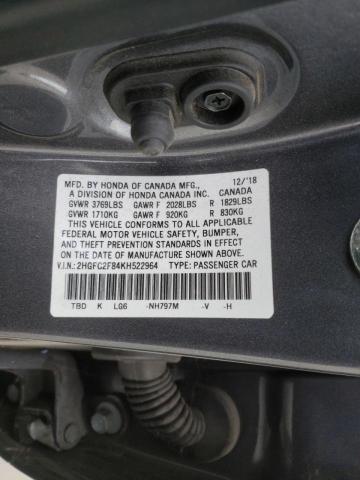 MFD. BY HONDA OF CANADA MFG., 12/'18
A DIVISION OF HONDA CANADA INC. CANADA
GVWR 3769LBS GAWR F 2028LBS R 1829LBS
GVWR 1710KG GAWR F 920KG R 830KG
THIS VEHICLE CONFORMS TO ALL APPLICABLE
FEDERAL MOTOR VEHICLE SAFETY, BUMPER,
AND THEFT PREVENTION STANDARDS IN EFFECT
ON THE DATE OF MANUFACTURE SHOWN ABOVE.
V.I.N.: 2HGFC2F84KH522964 TYPE: PASSENGER CAR
TBD K LG6 -NH797M -V -H